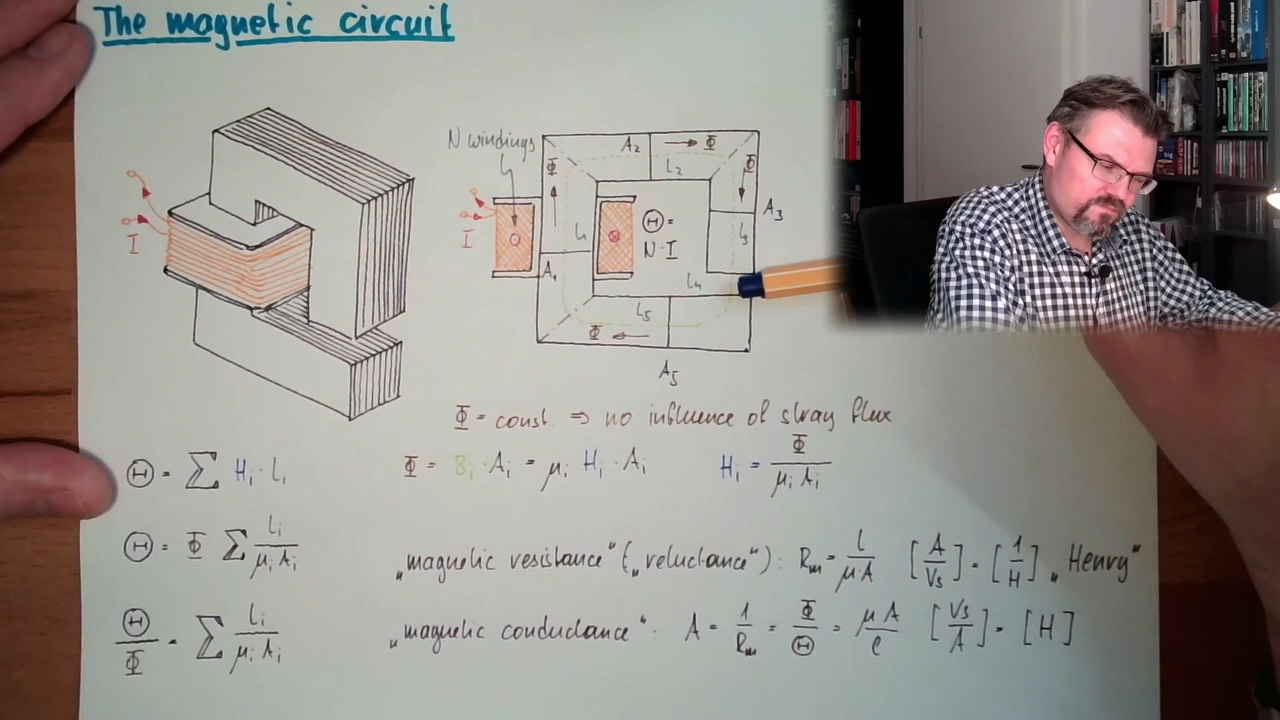 The magnetic circuit
N windings
A₂
→ Φ
Φ
l₂
Φ
A₃
I
l₁
Θ =
N · I
l₃
A₁
l₄
l₅
Φ ←
A₅
I
Φ = const. ⇒ no influence of stray flux
Θ = ∑ Hᵢ · lᵢ
Φ = Bᵢ · Aᵢ = μᵢ Hᵢ · Aᵢ
Hᵢ = Φ / μᵢ Aᵢ
Θ = Φ ∑ lᵢ / μᵢ Aᵢ
„magnetic resistance" („reluctance"): Rₘ = l / μ·A [A/Vs] = [1/H] „Henry"
Θ / Φ = ∑ lᵢ / μᵢ Aᵢ
„magnetic conductance": Λ = 1/Rₘ = Φ/Θ = μ A / l [Vs/A] = [H]